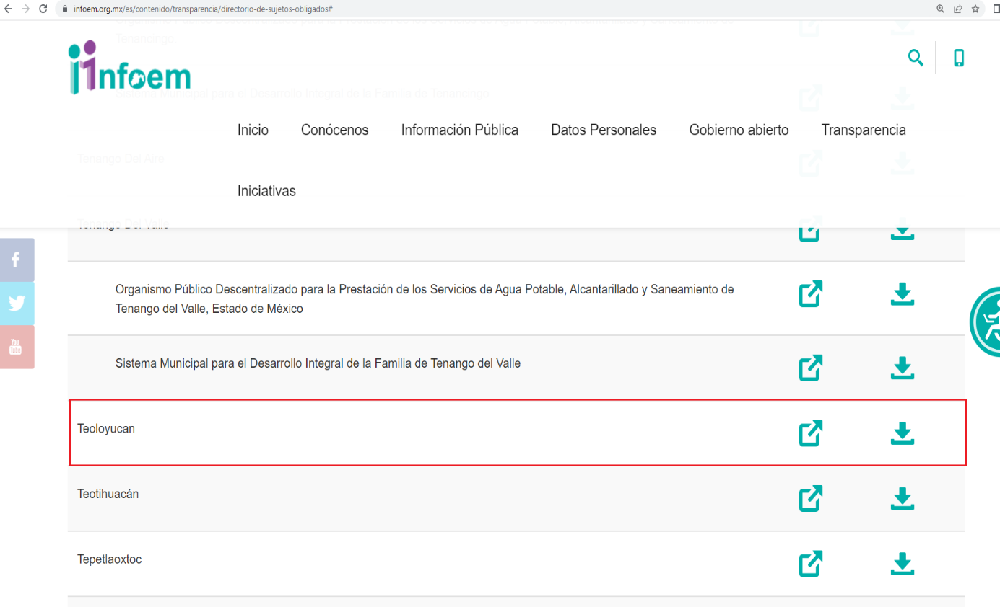 infoem.org.mx/es/contenido/transparencia/directorio-de-sujetos-obligados#
Tenancingo
infoem
Sistema Municipal para el Desarrollo Integral de la Familia de Tenancingo
Inicio Conócenos Información Pública Datos Personales Gobierno abierto Transparencia
Tenango Del Aire
Iniciativas
Tenango Del Valle
f
Organismo Público Descentralizado para la Prestación de los Servicios de Agua Potable, Alcantarillado y Saneamiento de
Tenango del Valle, Estado de México
You
Tube
Sistema Municipal para el Desarrollo Integral de la Familia de Tenango del Valle
Teoloyucan
Teotihuacán
Tepetlaoxtoc